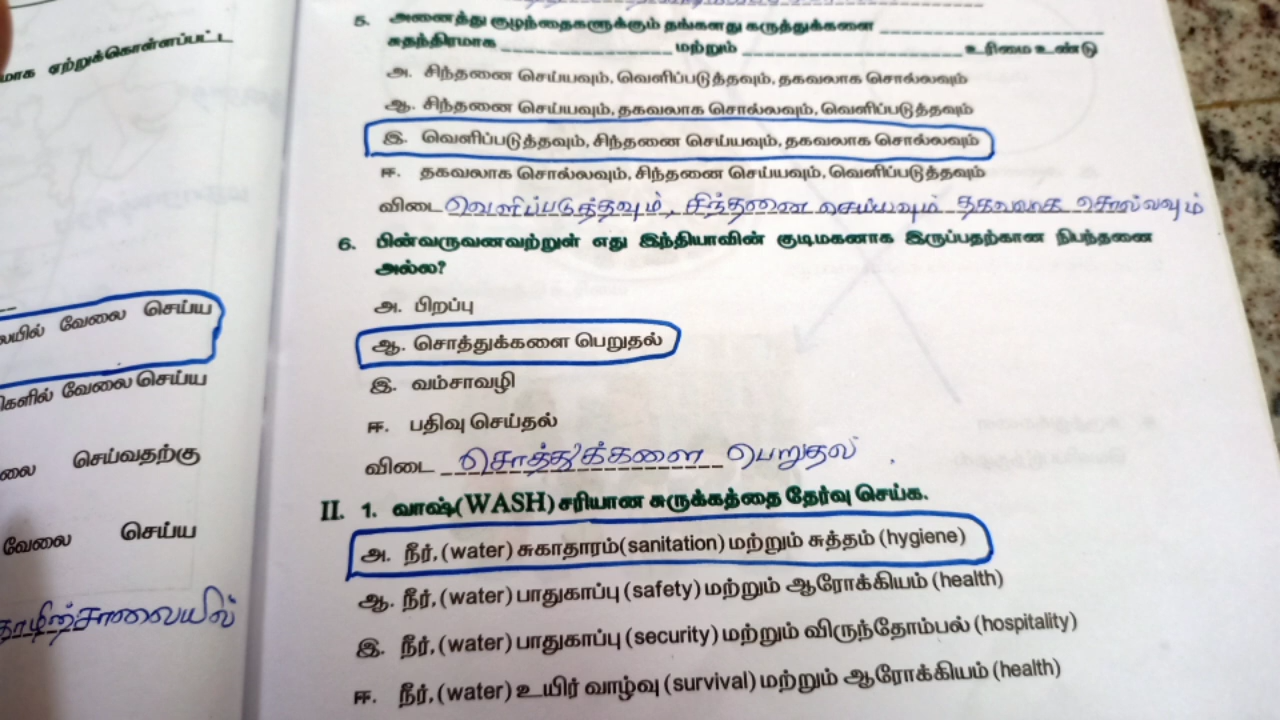 மாக ஏற்றுக்கொள்ளப்பட்ட
வேலை செய்ய
வேலை செய்ய
லை செய்வதற்கு
வேலை செய்ய
5. அனைத்து குழந்தைகளுக்கும் தங்களது கருத்துக்களை
சுதந்திரமாக மற்றும் உரிமை உண்டு
அ. சிந்தனை செய்யவும், வெளிப்படுத்தவும், தகவலாக சொல்லவும்
ஆ. சிந்தனை செய்யவும், தகவலாக சொல்லவும், வெளிப்படுத்தவும்
இ. வெளிப்படுத்தவும், சிந்தனை செய்யவும், தகவலாக சொல்லவும்
ஈ. தகவலாக சொல்லவும், சிந்தனை செய்யவும், வெளிப்படுத்தவும்
விடை வெளிப்படுத்தவும், சிந்தனை செய்யவும் தகவலாக சொல்லவும்
6. பின்வருவனவற்றுள் எது இந்தியாவின் குடிமகனாக இருப்பதற்கான நிபந்தனை
அல்ல?
அ. பிறப்பு
ஆ. சொத்துக்களை பெறுதல்
இ. வம்சாவழி
ஈ. பதிவு செய்தல்
விடை சொத்துக்களை பெறுதல் .
II. 1. வாஷ்(WASH) சரியான சுருக்கத்தை தேர்வு செய்க.
அ. நீர், (water) சுகாதாரம்(sanitation) மற்றும் சுத்தம் (hygiene)
ஆ. நீர், (water) பாதுகாப்பு (safety) மற்றும் ஆரோக்கியம் (health)
இ. நீர், (water) பாதுகாப்பு (security) மற்றும் விருந்தோம்பல் (hospitality)
ஈ. நீர், (water) உயிர் வாழ்வு (survival) மற்றும் ஆரோக்கியம் (health)